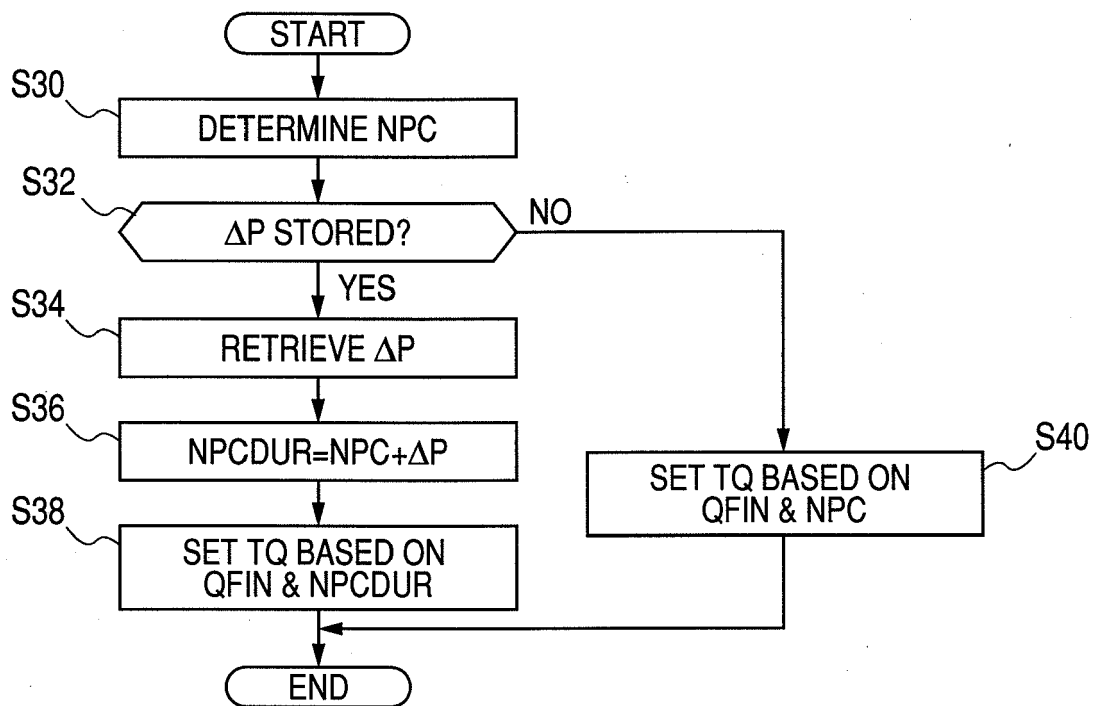 START
S30
DETERMINE NPC
S32
ΔP STORED?
NO
YES
S34
RETRIEVE ΔP
S36
NPCDUR=NPC+ΔP
S38
SET TQ BASED ON
QFIN & NPCDUR
S40
SET TQ BASED ON
QFIN & NPC
END